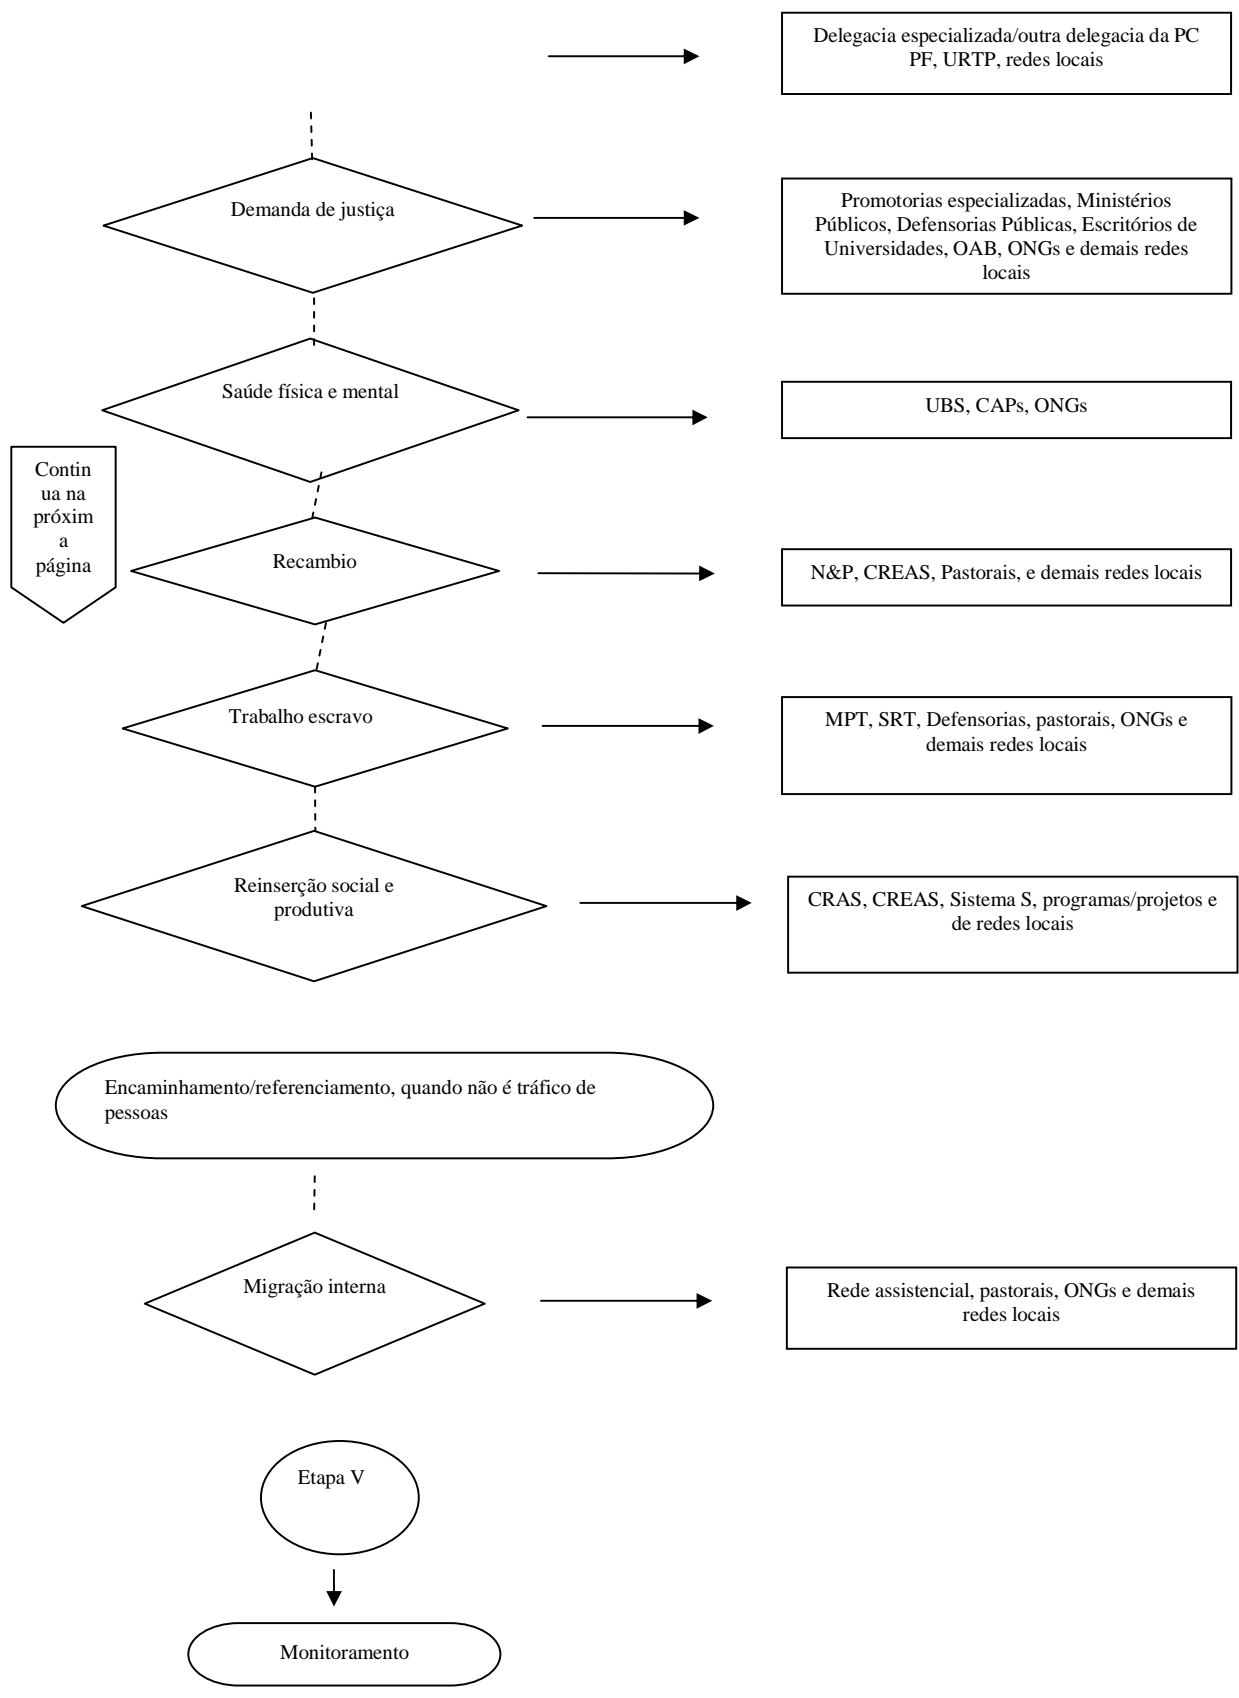 Delegacia especializada/outra delegacia da PC
PF, URTP, redes locais
Demanda de justiça
Promotorias especializadas, Ministérios
Públicos, Defensorias Públicas, Escritórios de
Universidades, OAB, ONGs e demais redes
locais
Saúde física e mental
UBS, CAPs, ONGs
Contin
ua na
próxim
a
página
Recambio
N&P, CREAS, Pastorais, e demais redes locais
Trabalho escravo
MPT, SRT, Defensorias, pastorais, ONGs e
demais redes locais
Reinserção social e
produtiva
CRAS, CREAS, Sistema S, programas/projetos e
de redes locais
Encaminhamento/referenciamento, quando não é tráfico de
pessoas
Migração interna
Rede assistencial, pastorais, ONGs e demais
redes locais
Etapa V
Monitoramento